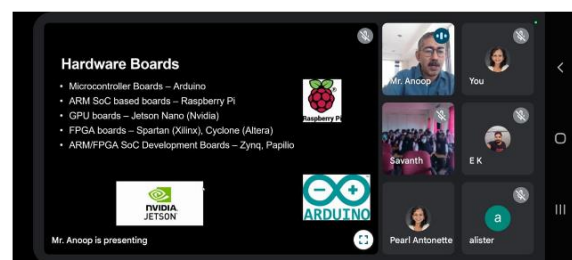 Hardware Boards
• Microcontroller Boards – Arduino
• ARM SoC based boards – Raspberry Pi
• GPU boards – Jetson Nano (Nvidia)
• FPGA boards – Spartan (Xilinx), Cyclone (Altera)
• ARM/FPGA SoC Development Boards – Zynq, Papilio
Raspberry Pi
NVIDIA
JETSON
ARDUINO
Mr. Anoop is presenting
Mr. Anoop
You
Savanth
E K
Pearl Antonette
a
alister